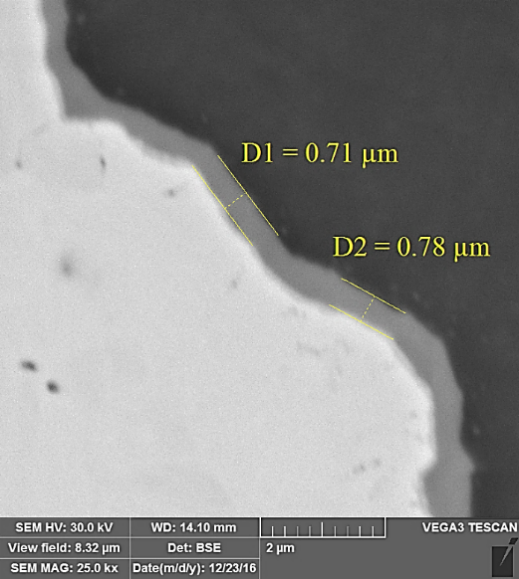 D1 = 0.71 µm
D2 = 0.78 µm
SEM HV: 30.0 kV
WD: 14.10 mm
VEGA3 TESCAN
View field: 8.32 µm
Det: BSE
2 µm
SEM MAG: 25.0 kx
Date(m/d/y): 12/23/16